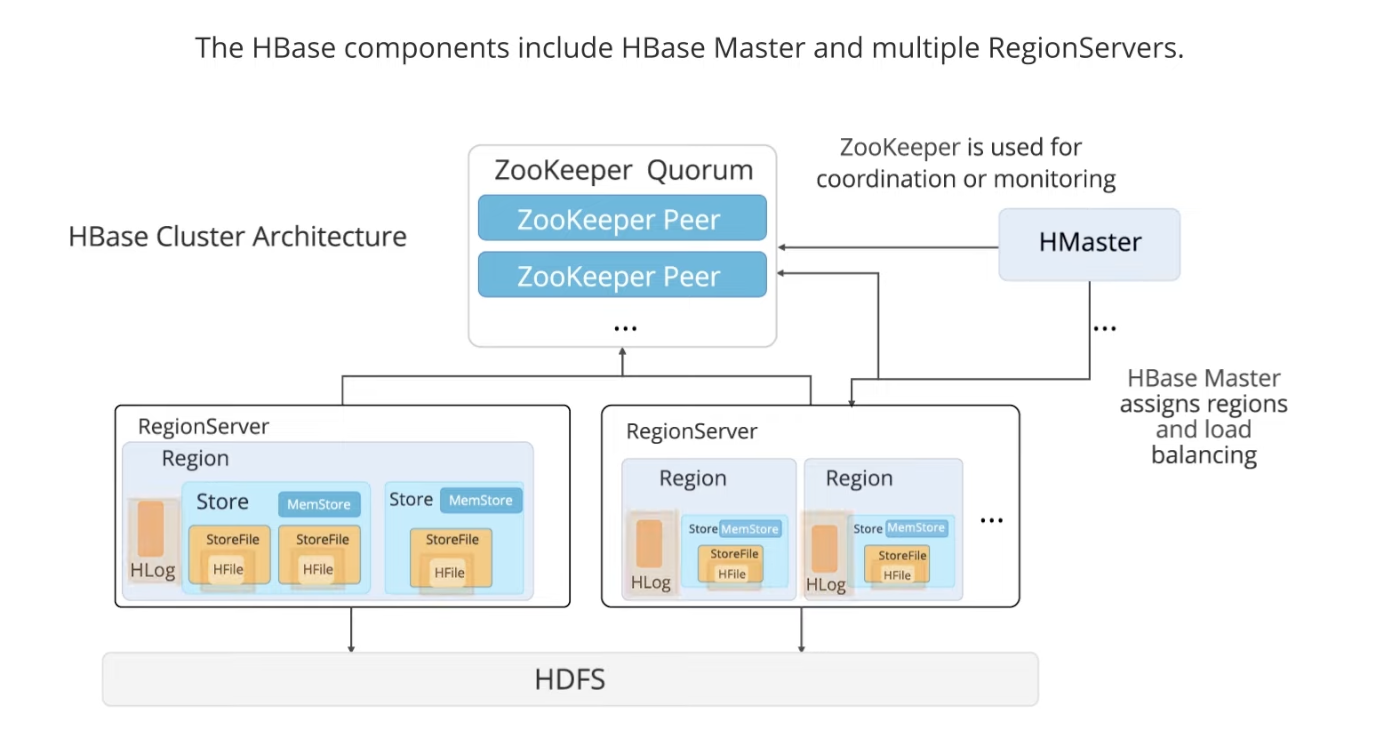 The HBase components include HBase Master and multiple RegionServers.
ZooKeeper is used for
coordination or monitoring
HBase Cluster Architecture
ZooKeeper Quorum
ZooKeeper Peer
ZooKeeper Peer
...
HMaster
...
HBase Master
assigns regions
and load
balancing
RegionServer
Region
HLog
Store
MemStore
StoreFile
HFile
StoreFile
HFile
Store
MemStore
StoreFile
HFile
RegionServer
Region
HLog
Store
MemStore
StoreFile
HFile
Region
HLog
Store
MemStore
StoreFile
HFile
...
HDFS